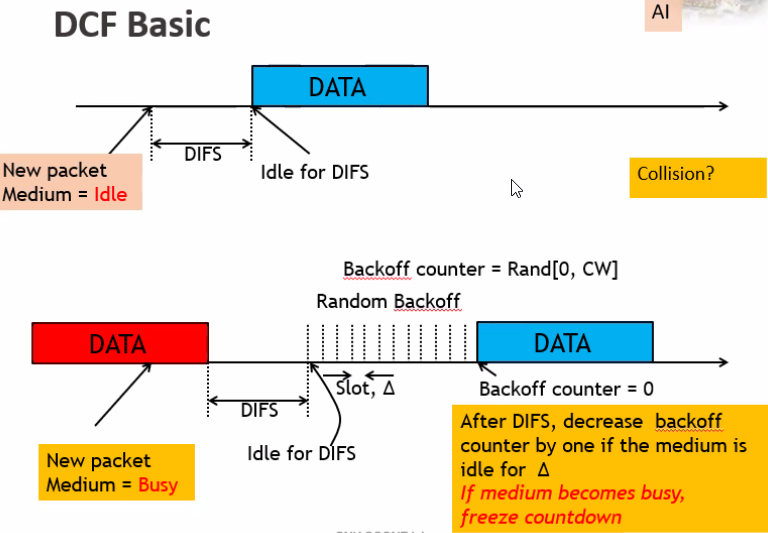 DCF Basic
AI
DATA
DIFS
Idle for DIFS
New packet
Medium = Idle
Collision?
Backoff counter = Rand[0, CW]
Random Backoff
DATA
DATA
Slot, Δ
DIFS
Backoff counter = 0
Idle for DIFS
New packet
Medium = Busy
After DIFS, decrease backoff
counter by one if the medium is
idle for Δ
If medium becomes busy,
freeze countdown